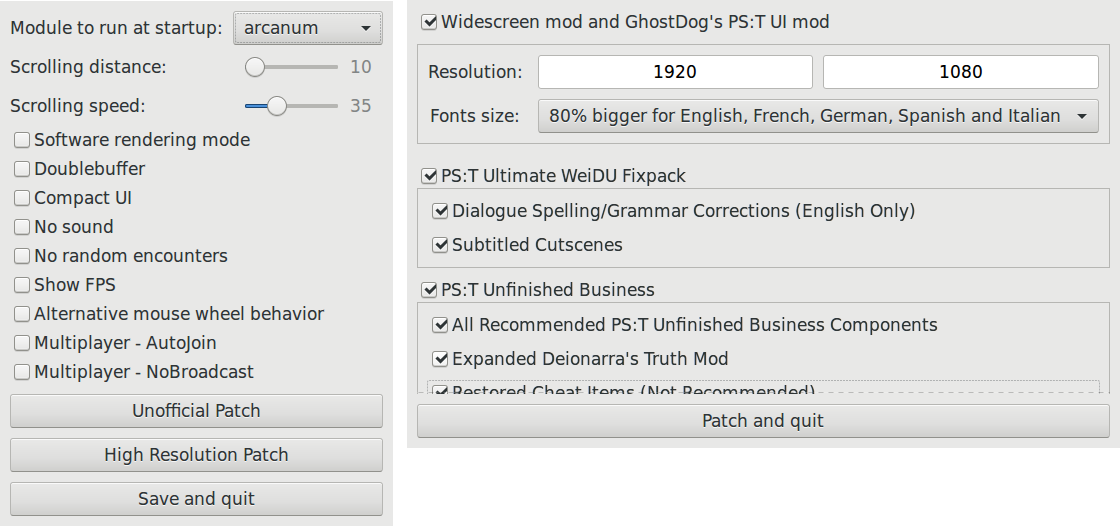 Module to run at startup: arcanum
Scrolling distance: 10
Scrolling speed: 35
Software rendering mode
Doublebuffer
Compact UI
No sound
No random encounters
Show FPS
Alternative mouse wheel behavior
Multiplayer - AutoJoin
Multiplayer - NoBroadcast
Unofficial Patch
High Resolution Patch
Save and quit
Widescreen mod and GhostDog's PS:T UI mod
Resolution: 1920 1080
Fonts size: 80% bigger for English, French, German, Spanish and Italian
PS:T Ultimate WeiDU Fixpack
Dialogue Spelling/Grammar Corrections (English Only)
Subtitled Cutscenes
PS:T Unfinished Business
All Recommended PS:T Unfinished Business Components
Expanded Deionarra's Truth Mod
Restored Cheat Items (Not Recommended)
Patch and quit